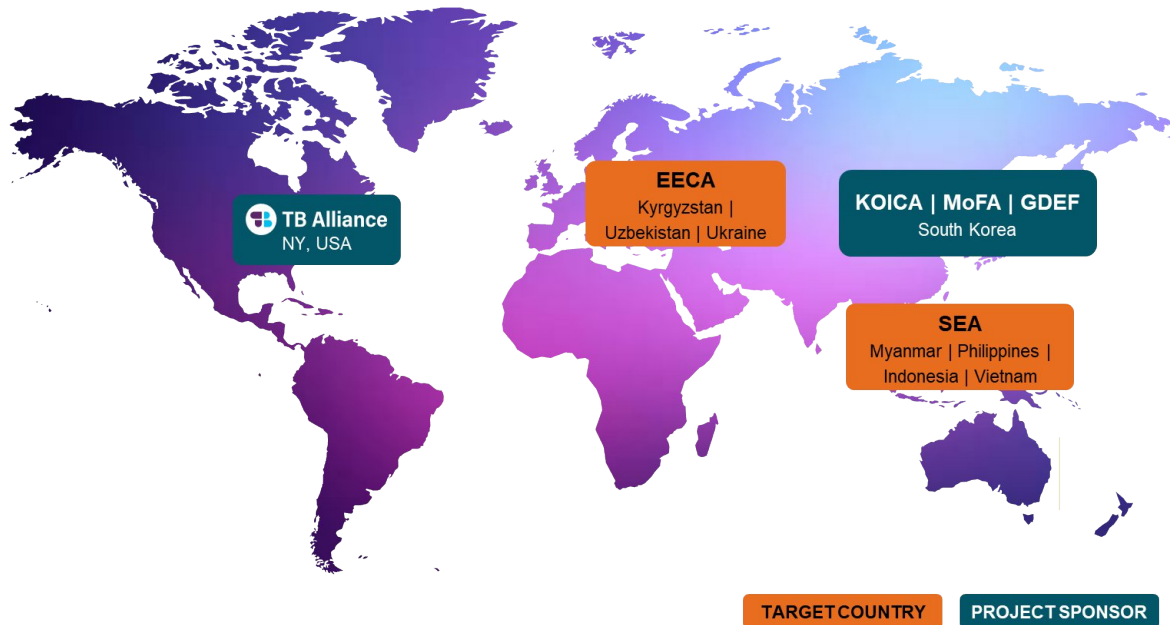 TB Alliance
NY, USA
EECA
Kyrgyzstan |
Uzbekistan | Ukraine
KOICA | MoFA | GDEF
South Korea
SEA
Myanmar | Philippines |
Indonesia | Vietnam
TARGET COUNTRY
PROJECT SPONSOR